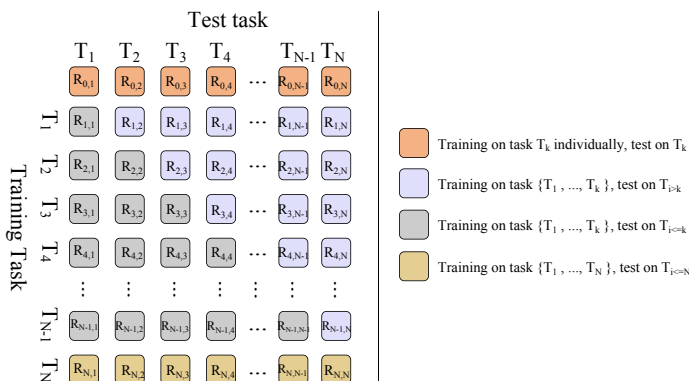 Test task
T1 T2 T3 T4 TN-1 TN
R0,1 R0,2 R0,3 R0,4 ... R0,N-1 R0,N
T1 R1,1 R1,2 R1,3 R1,4 ... R1,N-1 R1,N
T2 R2,1 R2,2 R2,3 R2,4 ... R2,N-1 R2,N
T3 R3,1 R3,2 R3,3 R3,4 ... R3,N-1 R3,N
T4 R4,1 R4,2 R4,3 R4,4 ... R4,N-1 R4,N
TN-1 RN-1,1 RN-1,2 RN-1,3 RN-1,4 ... RN-1,N-1 RN-1,N
TN RN,1 RN,2 RN,3 RN,4 ... RN,N-1 RN,N
Training Task
Training on task Tk individually, test on Tk
Training on task {T1 , ..., Tk }, test on Ti>k
Training on task {T1 , ..., Tk }, test on Ti<=k
Training on task {T1 , ..., TN }, test on Ti<=N